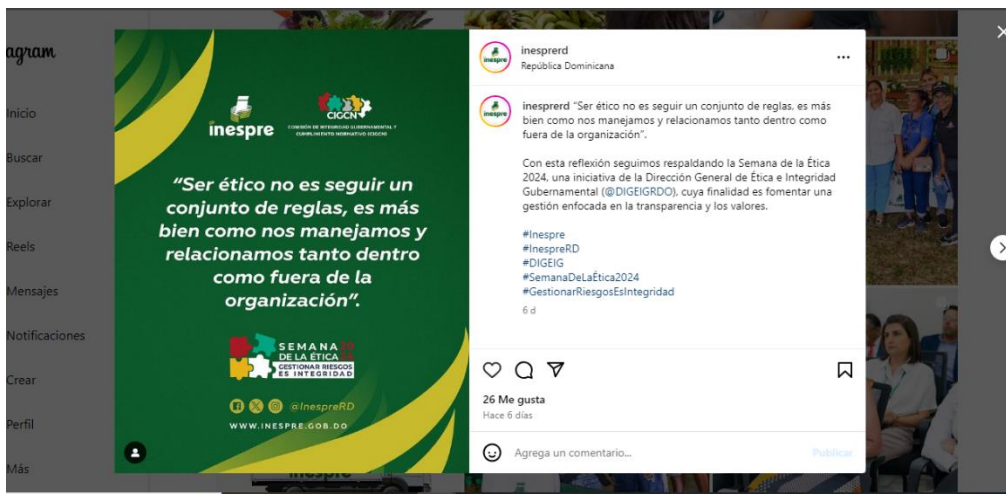 agram
Inicio
Buscar
Explorar
Reels
Mensajes
Notificaciones
Crear
Perfil
Más
inespre
CIGCN
COMISIÓN DE INTEGRIDAD GUBERNAMENTAL Y
CUMPLIMIENTO NORMATIVO (CIGCN)
“Ser ético no es seguir un
conjunto de reglas, es más
bien como nos manejamos y
relacionamos tanto dentro
como fuera de la
organización”.
SEMANA 20
DE LA ÉTICA 24
GESTIONAR RIESGOS
ES INTEGRIDAD
@InespreRD
WWW.INESPRE.GOB.DO
inespre
inespre
inesprerd
República Dominicana
inespre
inesprerd “Ser ético no es seguir un conjunto de reglas, es más
bien como nos manejamos y relacionamos tanto dentro como
fuera de la organización”.
Con esta reflexión seguimos respaldando la Semana de la Ética
2024, una iniciativa de la Dirección General de Ética e Integridad
Gubernamental (@DIGEIGRDO), cuya finalidad es fomentar una
gestión enfocada en la transparencia y los valores.
#Inespre
#InespreRD
#DIGEIG
#SemanaDeLaÉtica2024
#GestionarRiesgosEsIntegridad
6 d
26 Me gusta
Hace 6 días
Agrega un comentario...
Publicar